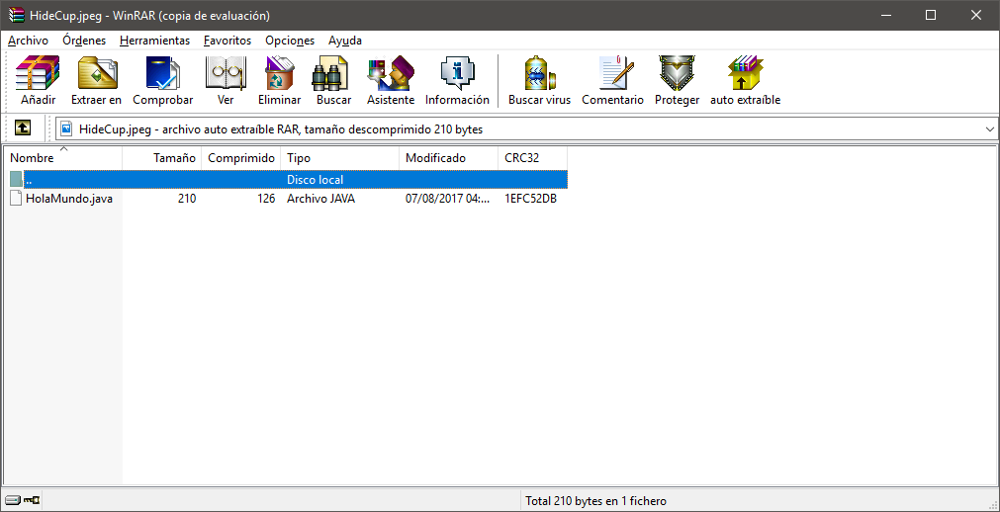 HideCup.jpeg - WinRAR (copia de evaluación)
Archivo Órdenes Herramientas Favoritos Opciones Ayuda
Añadir Extraer en Comprobar Ver Eliminar Buscar Asistente Información Buscar virus Comentario Proteger auto extraíble
HideCup.jpeg - archivo auto extraíble RAR, tamaño descomprimido 210 bytes
Nombre Tamaño Comprimido Tipo Modificado CRC32
.. Disco local
HolaMundo.java 210 126 Archivo JAVA 07/08/2017 04:... 1EFC52DB
Total 210 bytes en 1 fichero